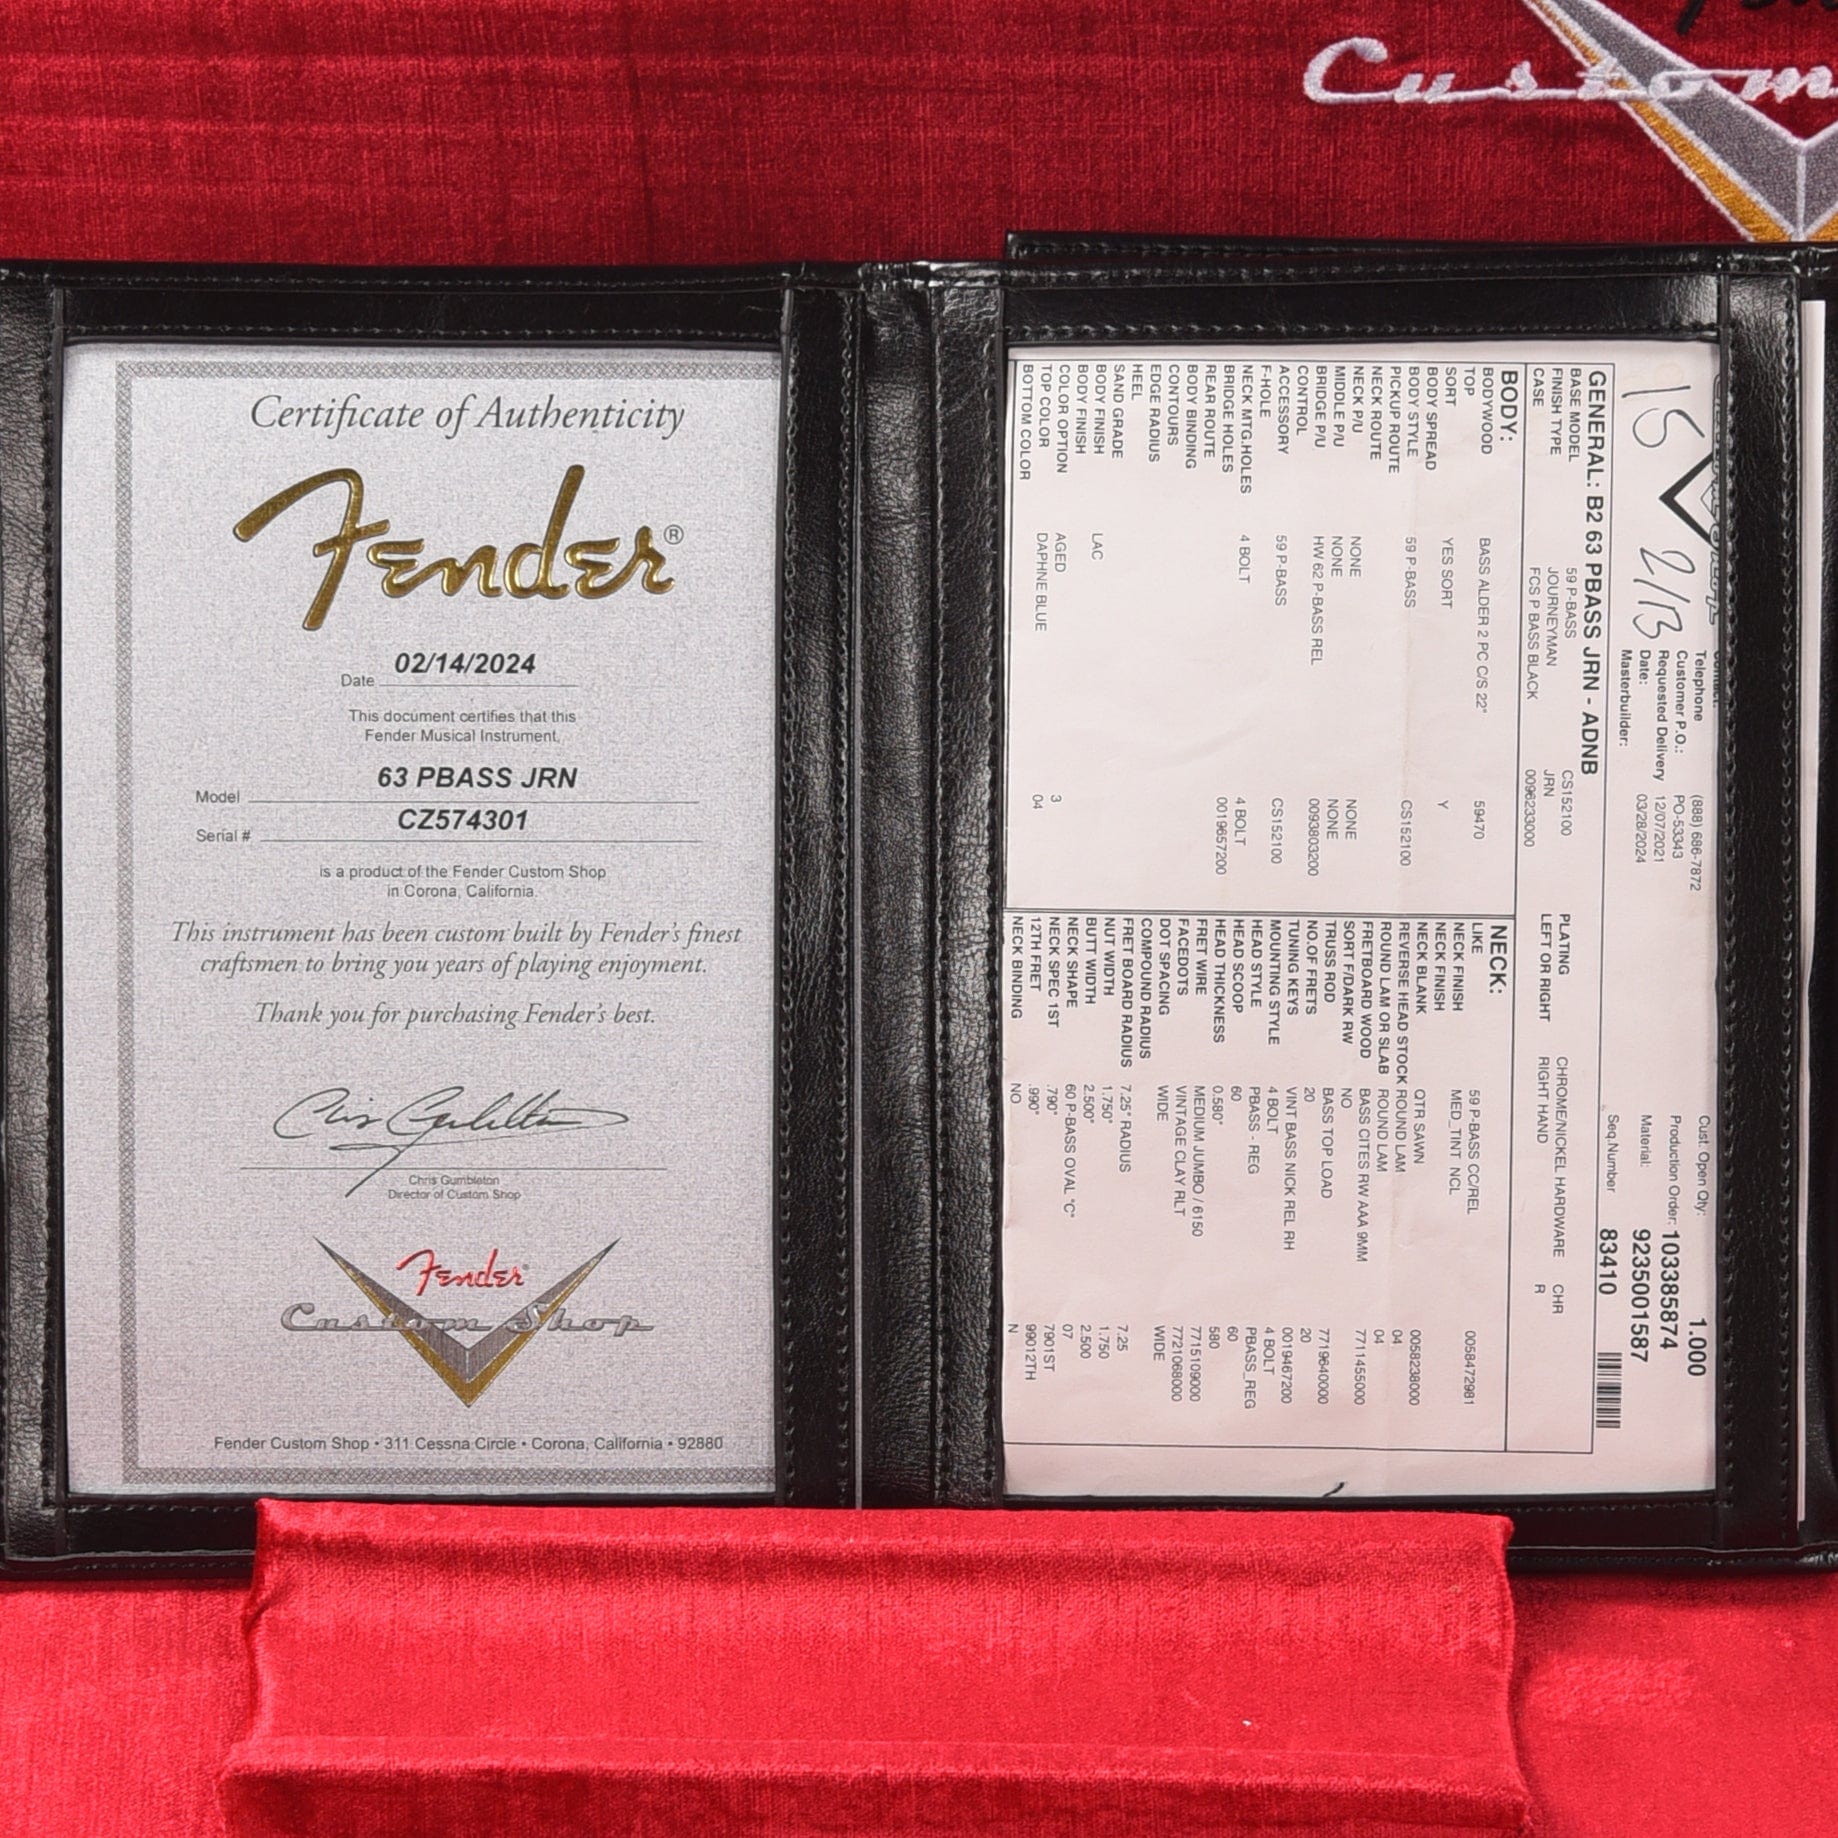 Custom
Certificate of Authenticity
Fender®
02/14/2024
Date
This document certifies that this
Fender Musical Instrument,
63 PBASS JRN
Model
CZ574301
Serial #
is a product of the Fender Custom Shop
in Corona, California.
This instrument has been custom built by Fender's finest
craftsmen to bring you years of playing enjoyment.
Thank you for purchasing Fender's best.
Chris Gumbleton
Director of Custom Shop
Fender
Custom Shop
Fender Custom Shop • 311 Cessna Circle • Corona, California • 92880
15
2/13
Telephone (888) 686-7872 Cust. Open Qty: 1.000
Customer P.O.: PO-53343 Production Order: 1033858874
Requested Delivery 12/07/2021
Date: 03/28/2024 Material: 9235001587
Masterbuilder: Seq.Number 83410
GENERAL: B2 63 PBASS JRN - ADNB
BASE MODEL 59 P-BASS CS152100 PLATING CHROME/NICKEL HARDWARE CHR
FINISH TYPE JOURNEYMAN JRN LEFT OR RIGHT RIGHT HAND R
CASE FCS P BASS BLACK 0096233000
BODY:
BODYWOOD BASS ALDER 2 PC C/S 22" 59470
TOP
SORT YES SORT Y
BODY SPREAD
BODY STYLE 59 P-BASS CS152100
PICKUP ROUTE
NECK ROUTE
NECK P/U NONE NONE
MIDDLE P/U NONE NONE
BRIDGE P/U HW 62 P-BASS REL 0093803200
CONTROL
ACCESSORY 59 P-BASS CS152100
F-HOLE
NECK MTG.HOLES 4 BOLT 4 BOLT
BRIDGE HOLES 0019657200
REAR ROUTE
BODY BINDING
CONTOURS
EDGE RADIUS
HEEL
SAND GRADE
BODY FINISH LAC
BODY FINISH
COLOR OPTION AGED 3
TOP COLOR DAPHNE BLUE 04
BOTTOM COLOR
NECK:
LIKE 59 P-BASS CC/REL 0058472981
NECK FINISH MED_TINT NCL
NECK FINISH
NECK BLANK QTR SAWN 0058238000
REVERSE HEAD STOCK ROUND LAM 04
ROUND LAM OR SLAB ROUND LAM 04
FRETBOARD WOOD BASS CITES RW AAA 9MM 7711455000
SORT F/DARK RW NO
TRUSS ROD BASS TOP LOAD 7719640000
NO.OF FRETS 20 20
TUNING KEYS VINT BASS NICK REL RH 0019467200
MOUNTING STYLE 4 BOLT 4 BOLT
HEAD STYLE PBASS - REG PBASS_REG
HEAD SCOOP 60 60
HEAD THICKNESS 0.580" 580
FRET WIRE MEDIUM JUMBO / 6150 7715109000
FACEDOTS VINTAGE CLAY RLT 7721068000
DOT SPACING WIDE WIDE
COMPOUND RADIUS
FRET BOARD RADIUS 7.25" RADIUS 7.25
NUT WIDTH 1.750" 1.750
BUTT WIDTH 2.500" 2.500
NECK SHAPE 60 P-BASS OVAL "C" 07
NECK SPEC 1ST .790" 7901ST
12TH FRET .990" 99012TH
NECK BINDING NO N